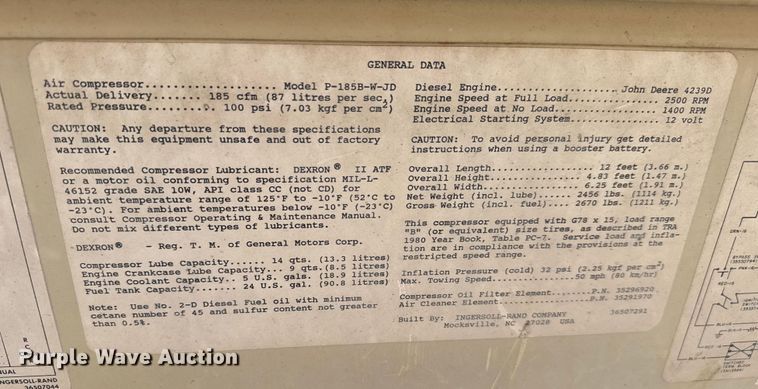 GENERAL DATA
Air Compressor................... Model P-185B-W-JD
Actual Delivery....... 185 cfm (87 litres per sec.)
Rated Pressure......... 100 psi (7.03 kgf per cm²)
CAUTION: Any departure from these specifications
may make this equipment unsafe and out of factory
warranty.
Recommended Compressor Lubricant: DEXRON® II ATF
or a motor oil conforming to specification MIL-L-
46152 grade SAE 10W, API class CC (not CD) for
ambient temperature range of 125°F to -10°F (52°C to
-23°C). For ambient temperatures below -10°F (-23°C)
consult Compressor Operating & Maintenance Manual.
Do not mix different types of lubricants.
DEXRON® - Reg. T. M. of General Motors Corp.
Compressor Lube Capacity...... 14 qts. (13.3 litres)
Engine Crankcase Lube Capacity... 9 qts.(8.5 litres)
Engine Coolant Capacity.. 5 U.S. gals. (18.9 litres)
Fuel Tank Capacity....... 24 U.S. gal. (90.8 litres)
Note: Use No. 2-D Diesel Fuel oil with minimum
cetane number of 45 and sulfur content not greater
than 0.5%.
Diesel Engine...................... John Deere 4239D
Engine Speed at Full Load................. 2500 RPM
Engine Speed at No Load................... 1400 RPM
Electrical Starting System................ 12 volt
CAUTION: To avoid personal injury get detailed
instructions when using a booster battery.
Overall Length.................. 12 feet (3.66 m.)
Overall Height................ 4.83 feet (1.47 m.)
Overall Width................. 6.25 feet (1.91 m.)
Net Weight (incl. lube)..... 2456 lbs. (1114 kg.)
Gross Weight (incl. fuel).... 2670 lbs. (1211 kg.)
This compressor equipped with G78 x 15, load range
"B" (or equivalent) size tires, as described in TRA
1980 Year Book, Table PC-7. Service load and infla-
tion are in compliance with the provisions at the
restricted speed range.
Inflation Pressure (cold) 32 psi (2.25 kgf per cm²)
Max. Towing Speed................ 50 mph (80 km/hr)
Compressor Oil Filter Element.......P.N. 35296920
Air Cleaner Element.................P.N. 35291970
Built By: INGERSOLL-RAND COMPANY 36507291
Mocksville, NC 27028 USA
Purple Wave Auction
NUAL
INGERSOLL-RAND
36507044